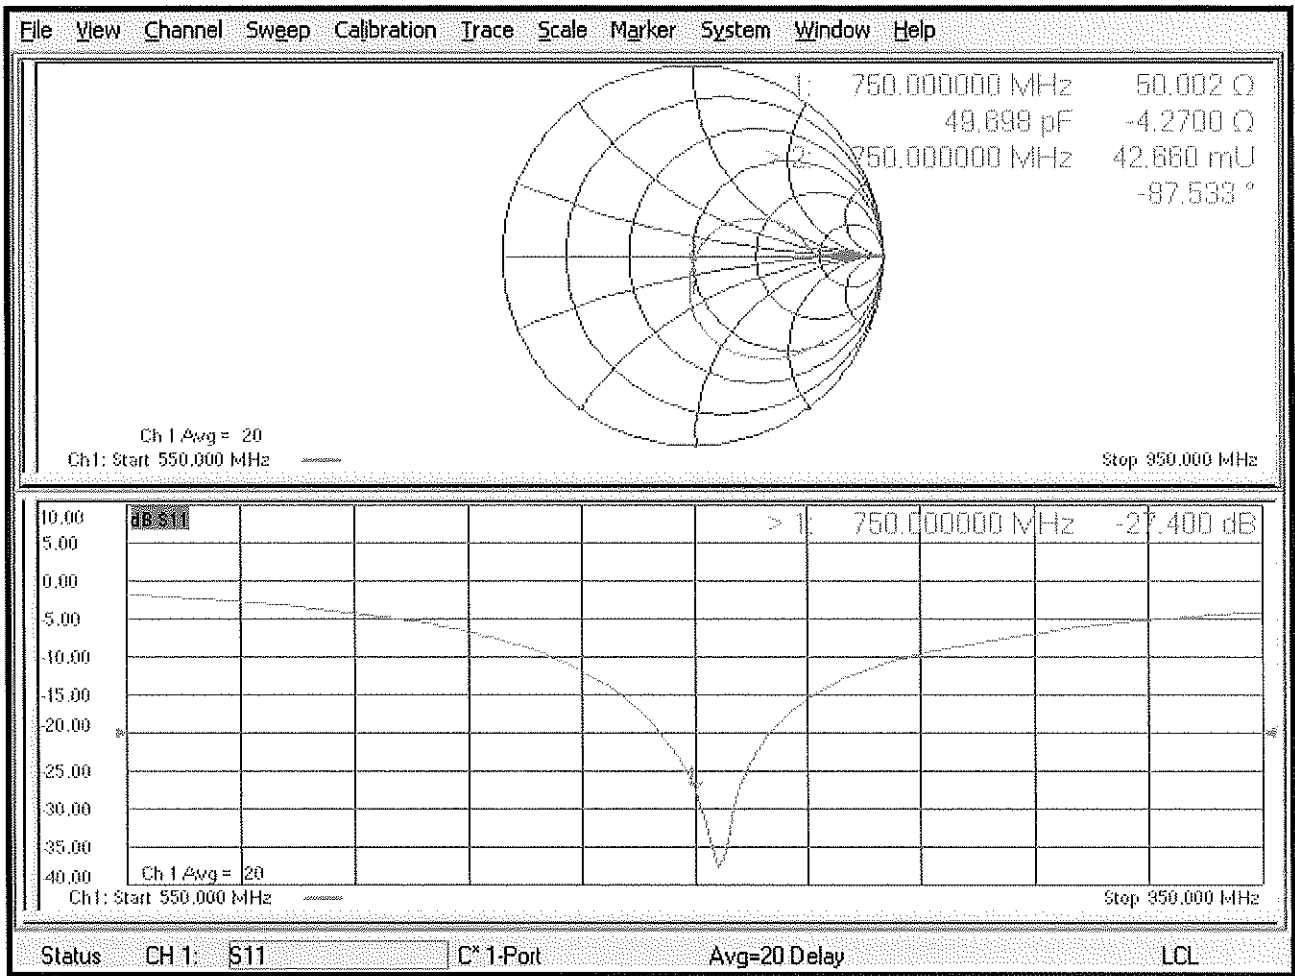 File View Channel Sweep Calibration Trace Scale Marker System Window Help
1: 750.000000 MHz 50.002 Ω
49.698 pF -4.2700 Ω
> 2: 750.000000 MHz 42.660 mU
-87.533 °
Ch 1 Avg = 20
Ch1: Start 550.000 MHz
Stop 950.000 MHz
10.00
dB S11
> 1: 750.000000 MHz -27.400 dB
5.00
0.00
-5.00
-10.00
-15.00
-20.00
-25.00
-30.00
-35.00
-40.00
Ch 1 Avg = 20
Ch1: Start 550.000 MHz
Stop 950.000 MHz
Status CH 1: S11 C* 1-Port Avg=20 Delay LCL